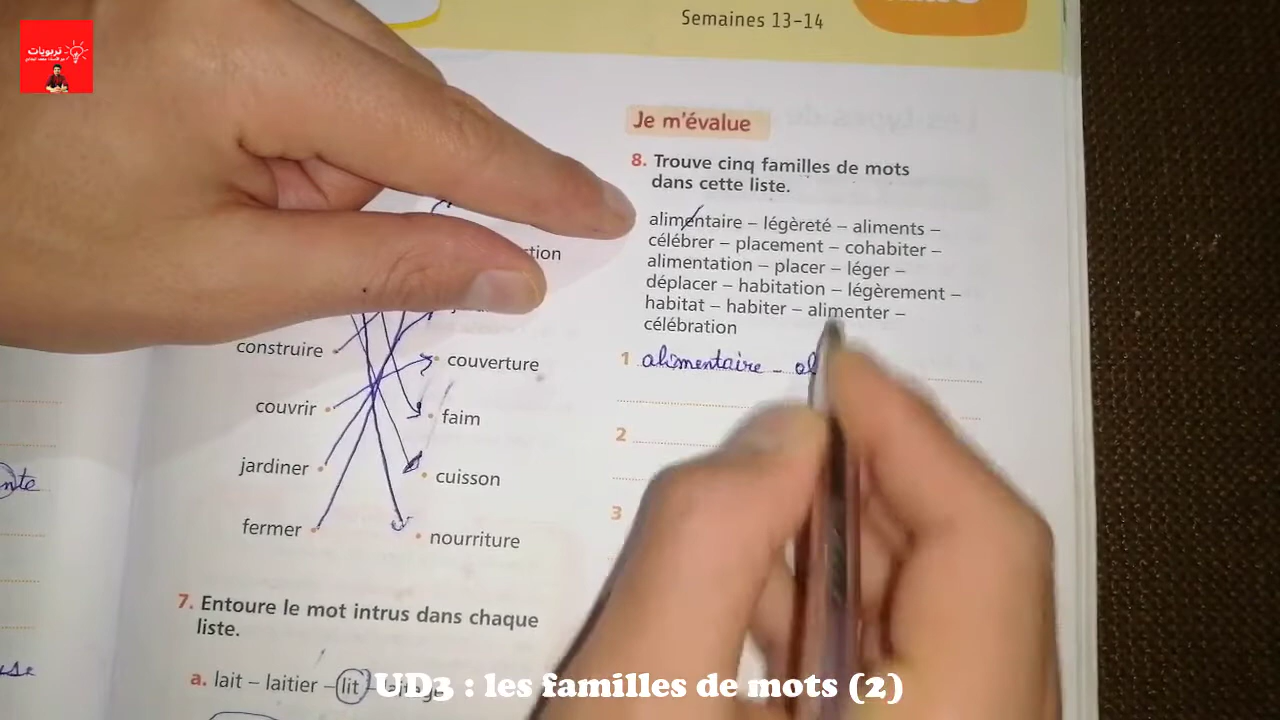 تربويات
Semaines 13-14
Je m'évalue
8. Trouve cinq familles de mots
dans cette liste.
alimentaire – légèreté – aliments –
célébrer – placement – cohabiter –
alimentation – placer – léger –
déplacer – habitation – légèrement –
habitat – habiter – alimenter –
célébration
1 alimentaire - al
2
3
construire
couvrir
jardiner
fermer
couverture
faim
cuisson
nourriture
7. Entoure le mot intrus dans chaque
liste.
a. lait – laitier – lit –
UD3 : les familles de mots (2)